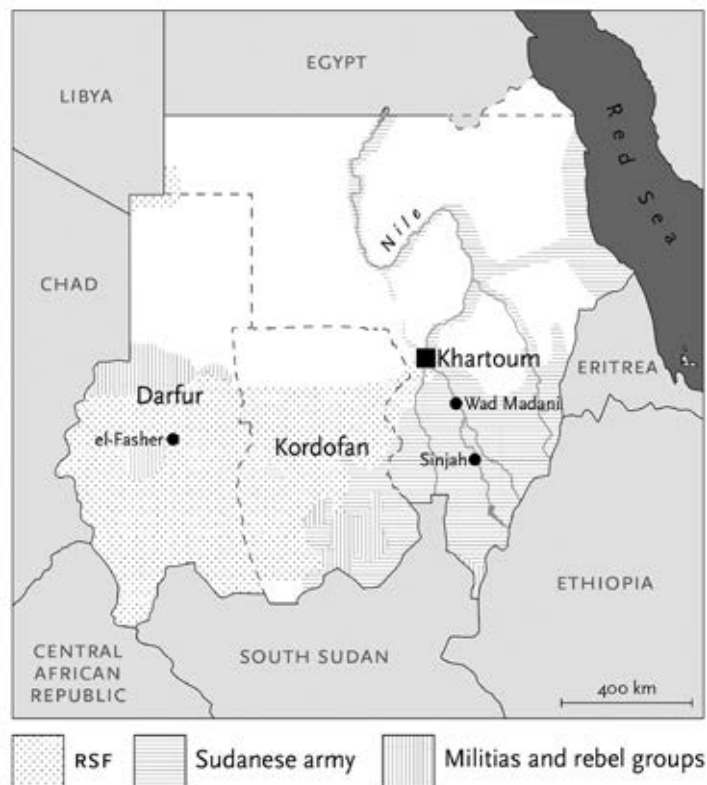 EGYPT
LIBYA
Red Sea
Nile
CHAD
Khartoum
ERITREA
Darfur
Wad Madani
el-Fasher
Kordofan
Sinjah
ETHIOPIA
CENTRAL
AFRICAN
REPUBLIC
SOUTH SUDAN
400 km
RSF
Sudanese army
Militias and rebel groups